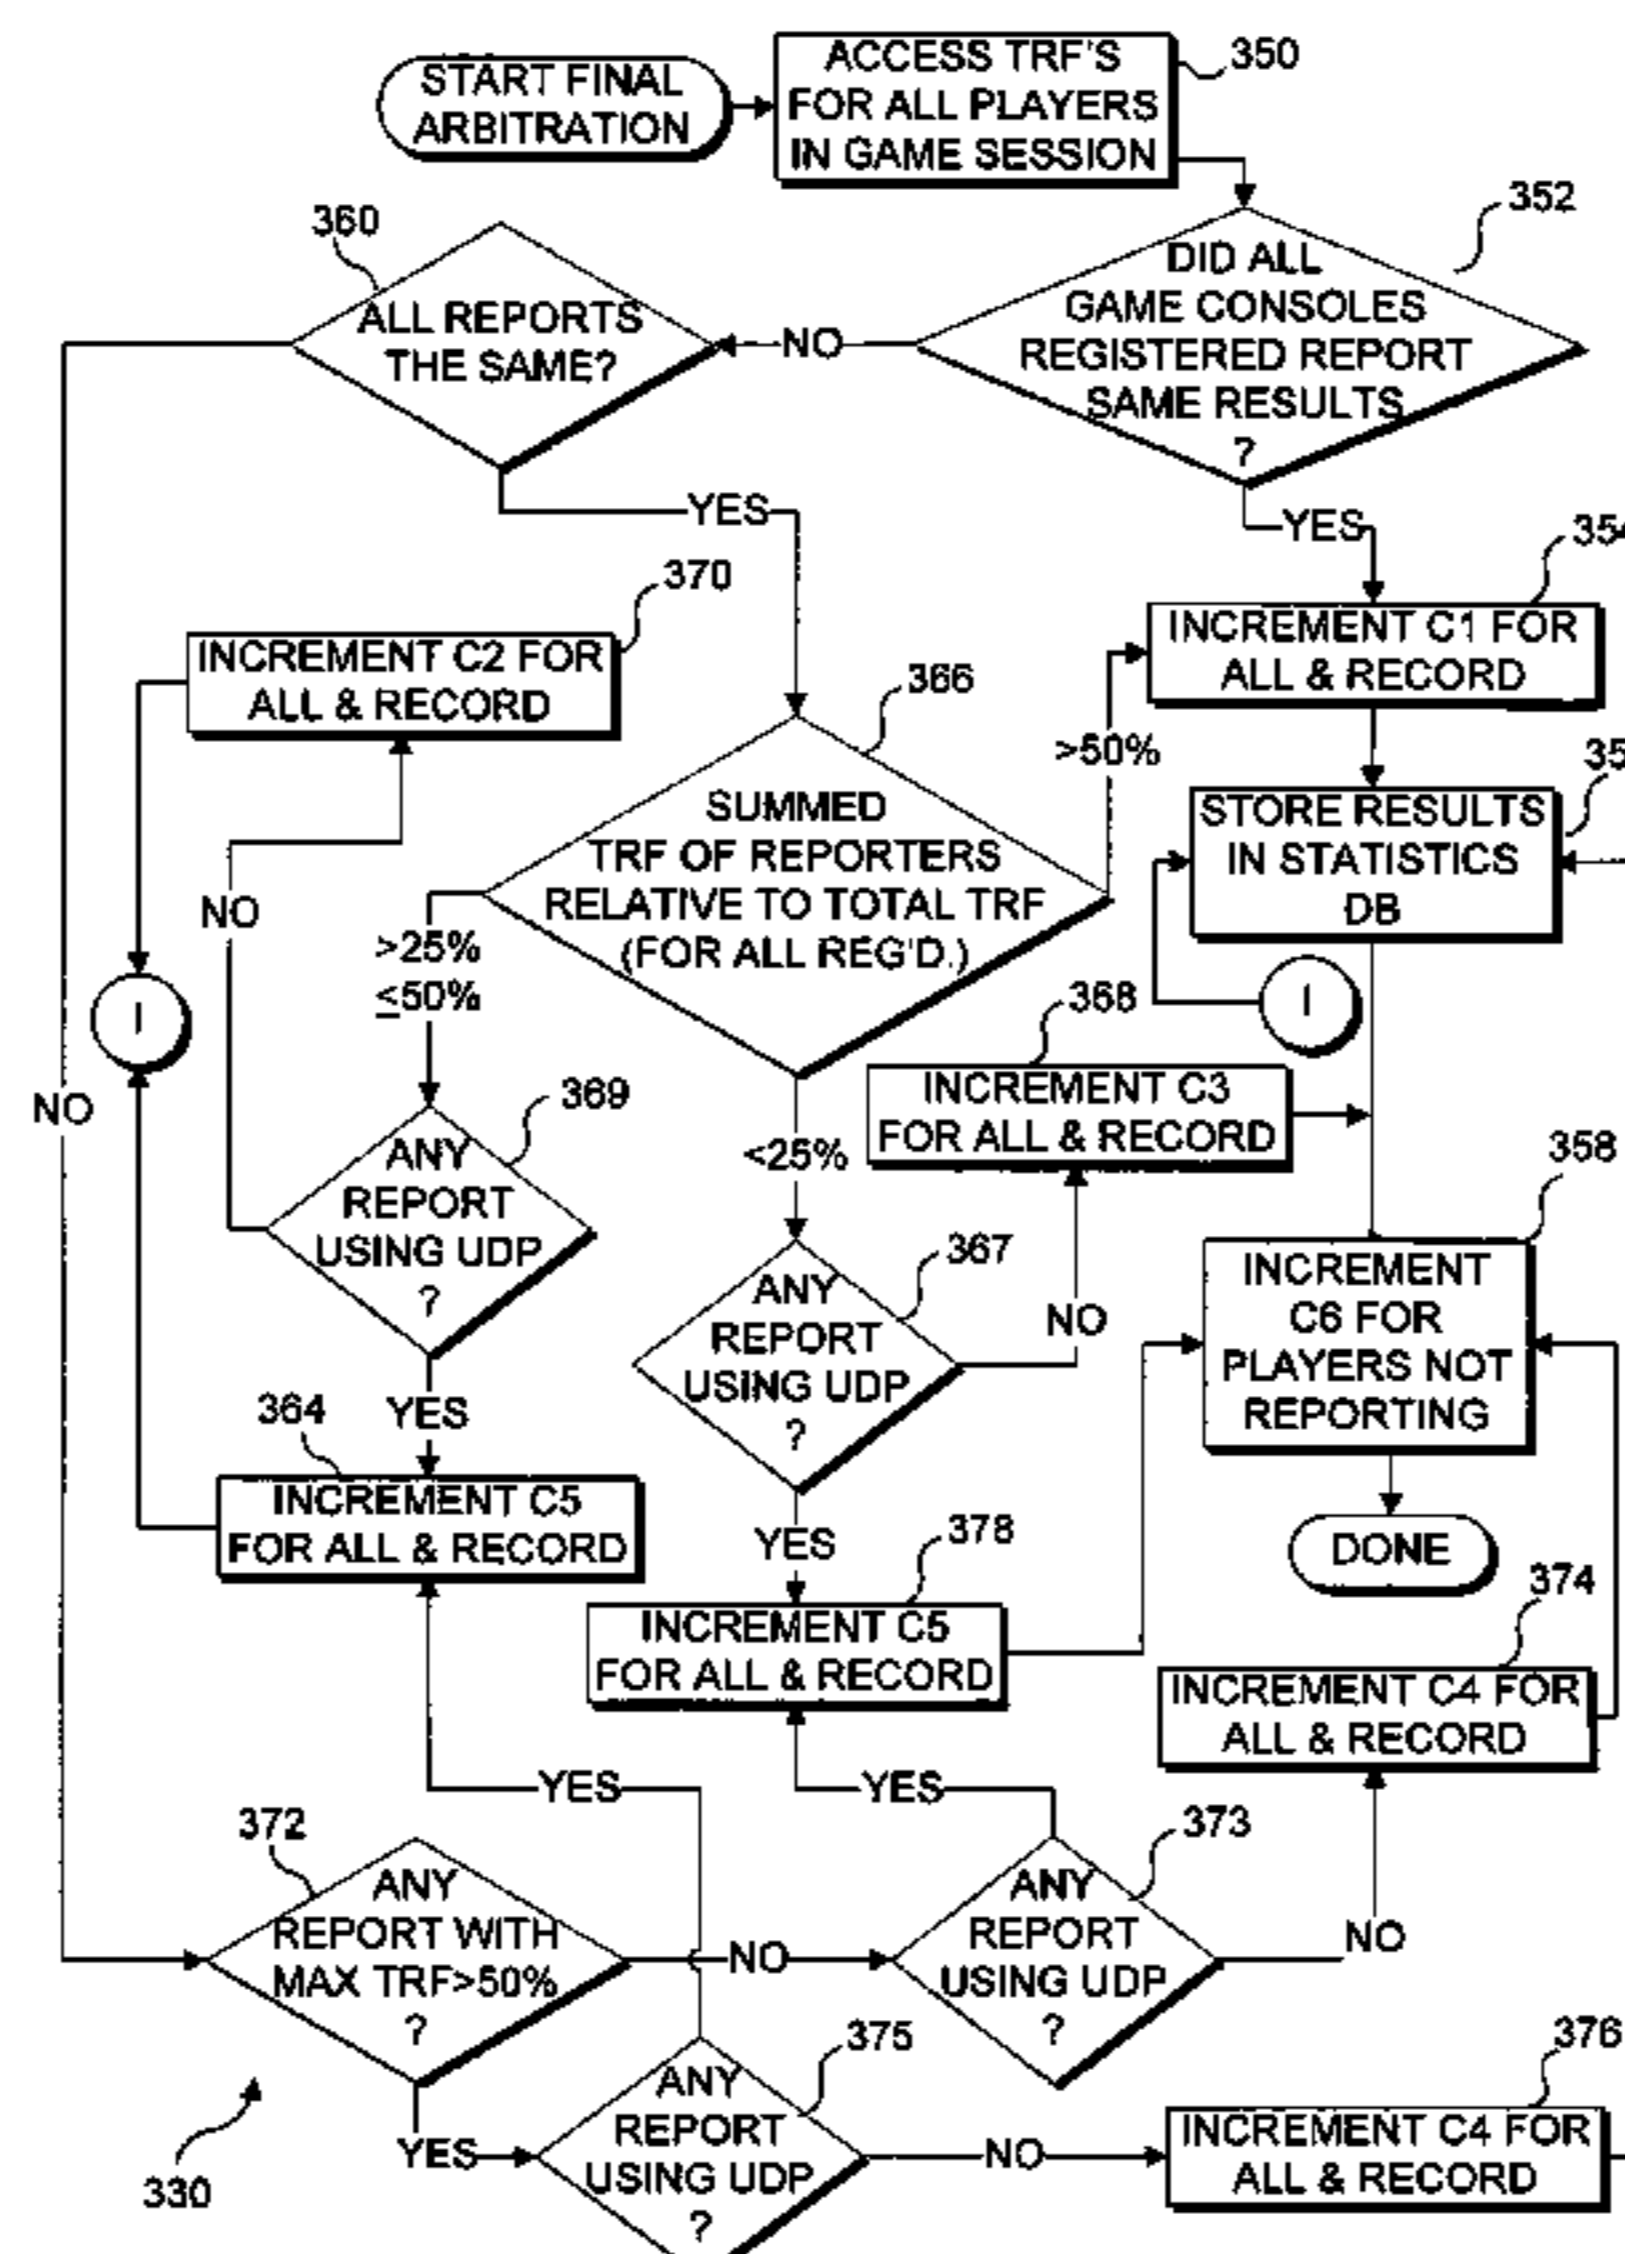 START FINAL
ARBITRATION
ACCESS TRF'S
FOR ALL PLAYERS
IN GAME SESSION
350
352
DID ALL
GAME CONSOLES
REGISTERED REPORT
SAME RESULTS
?
360
ALL REPORTS
THE SAME?
NO
YES
YES
354
370
INCREMENT C2 FOR
ALL & RECORD
INCREMENT C1 FOR
ALL & RECORD
366
>50%
SUMMED
TRF OF REPORTERS
RELATIVE TO TOTAL TRF
(FOR ALL REG'D.)
35
STORE RESULTS
IN STATISTICS
DB
NO
>25%
≤50%
I
I
368
INCREMENT C3
FOR ALL & RECORD
NO
369
ANY
REPORT
USING UDP
?
<25%
358
INCREMENT
C6 FOR
PLAYERS NOT
REPORTING
367
ANY
REPORT
USING UDP
?
NO
YES
364
INCREMENT C5
FOR ALL & RECORD
YES
378
INCREMENT C5
FOR ALL & RECORD
DONE
374
INCREMENT C4 FOR
ALL & RECORD
YES
YES
372
ANY
REPORT WITH
MAX TRF>50%
?
NO
373
ANY
REPORT
USING UDP
?
NO
YES
375
ANY
REPORT
USING UDP
?
NO
376
INCREMENT C4 FOR
ALL & RECORD
330